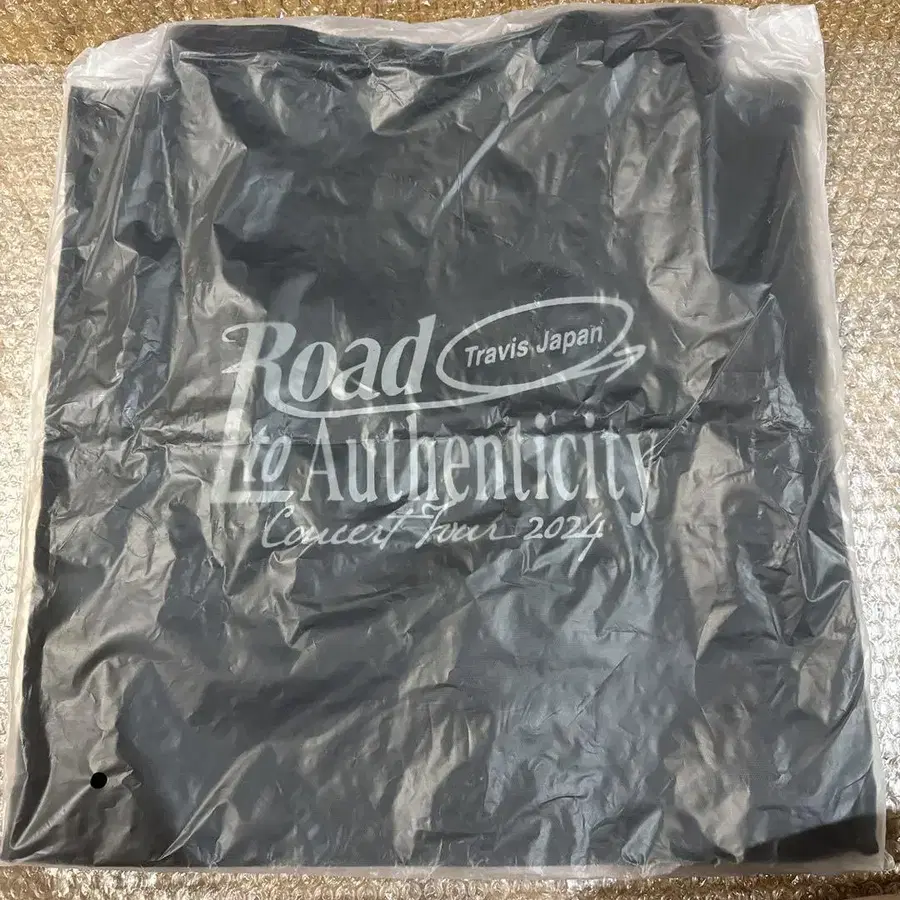 Road Travis Japan
to Authenticity
Concert Tour 2024